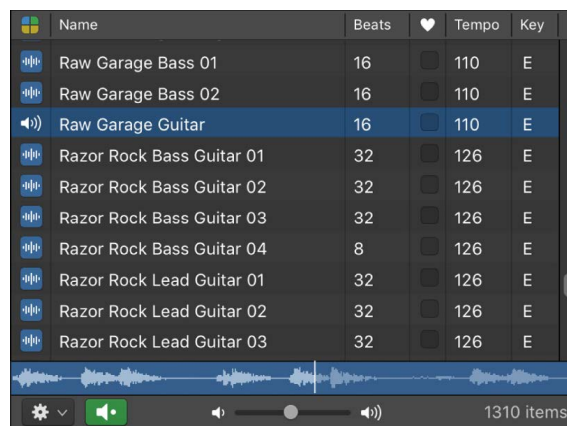 Name Beats Tempo Key
Raw Garage Bass 01 16 110 E
Raw Garage Bass 02 16 110 E
Raw Garage Guitar 16 110 E
Razor Rock Bass Guitar 01 32 126 E
Razor Rock Bass Guitar 02 32 126 E
Razor Rock Bass Guitar 03 32 126 E
Razor Rock Bass Guitar 04 8 126 E
Razor Rock Lead Guitar 01 32 126 E
Razor Rock Lead Guitar 02 32 126 E
Razor Rock Lead Guitar 03 32 126 E
1310 items